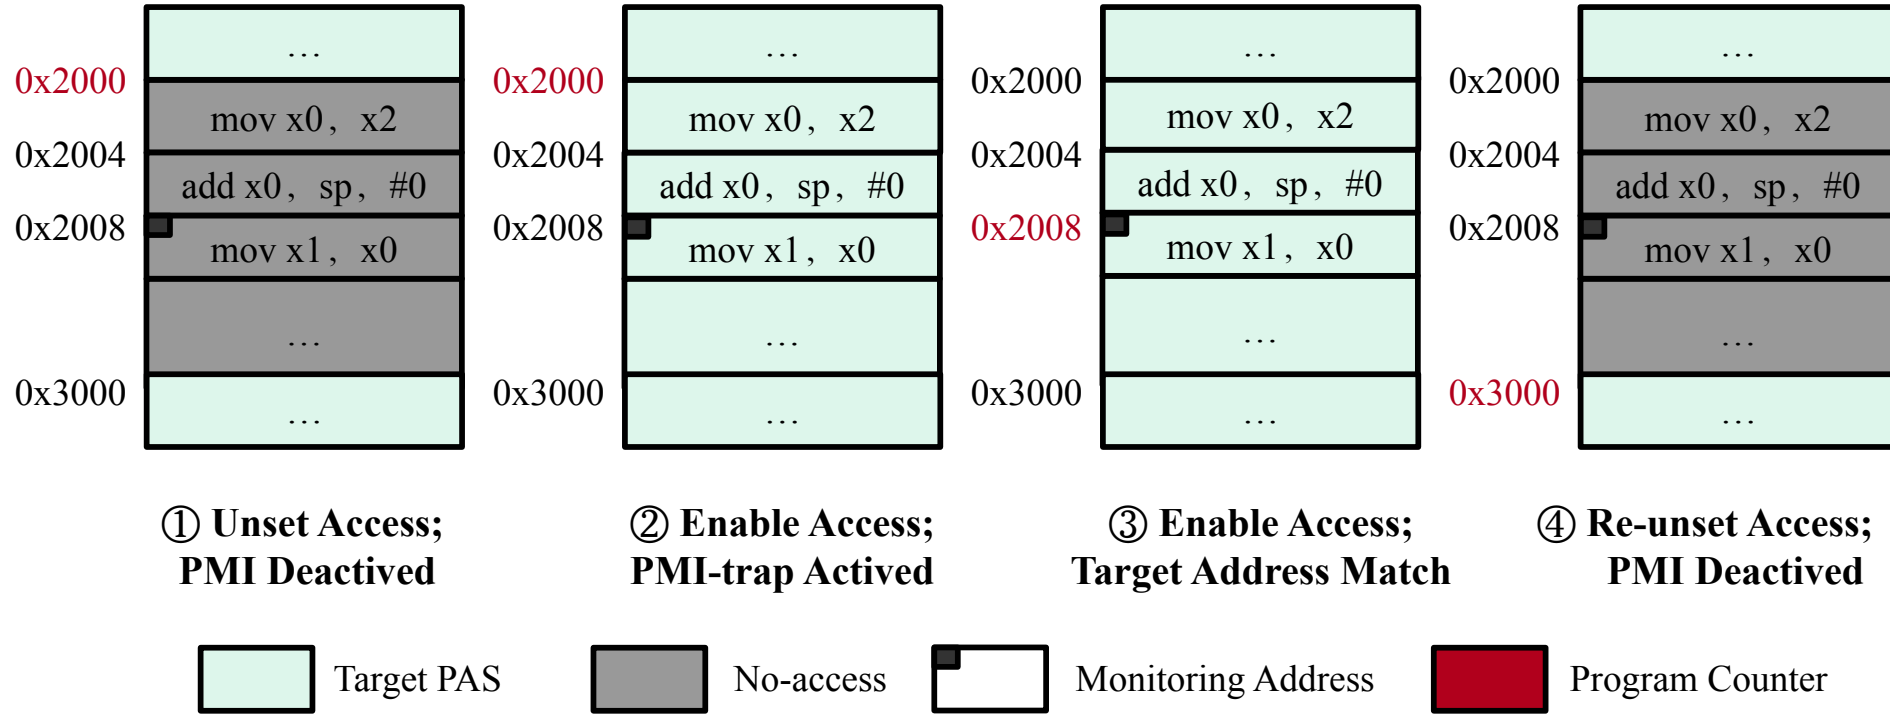 …
0x2000
mov x0, x2
0x2004
add x0, sp, #0
0x2008
mov x1, x0
…
0x3000
…
① Unset Access;
PMI Deactived
…
0x2000
mov x0, x2
0x2004
add x0, sp, #0
0x2008
mov x1, x0
…
0x3000
…
② Enable Access;
PMI-trap Actived
…
0x2000
mov x0, x2
0x2004
add x0, sp, #0
0x2008
mov x1, x0
…
0x3000
…
③ Enable Access;
Target Address Match
…
0x2000
mov x0, x2
0x2004
add x0, sp, #0
0x2008
mov x1, x0
…
0x3000
…
④ Re-unset Access;
PMI Deactived
Target PAS
No-access
Monitoring Address
Program Counter